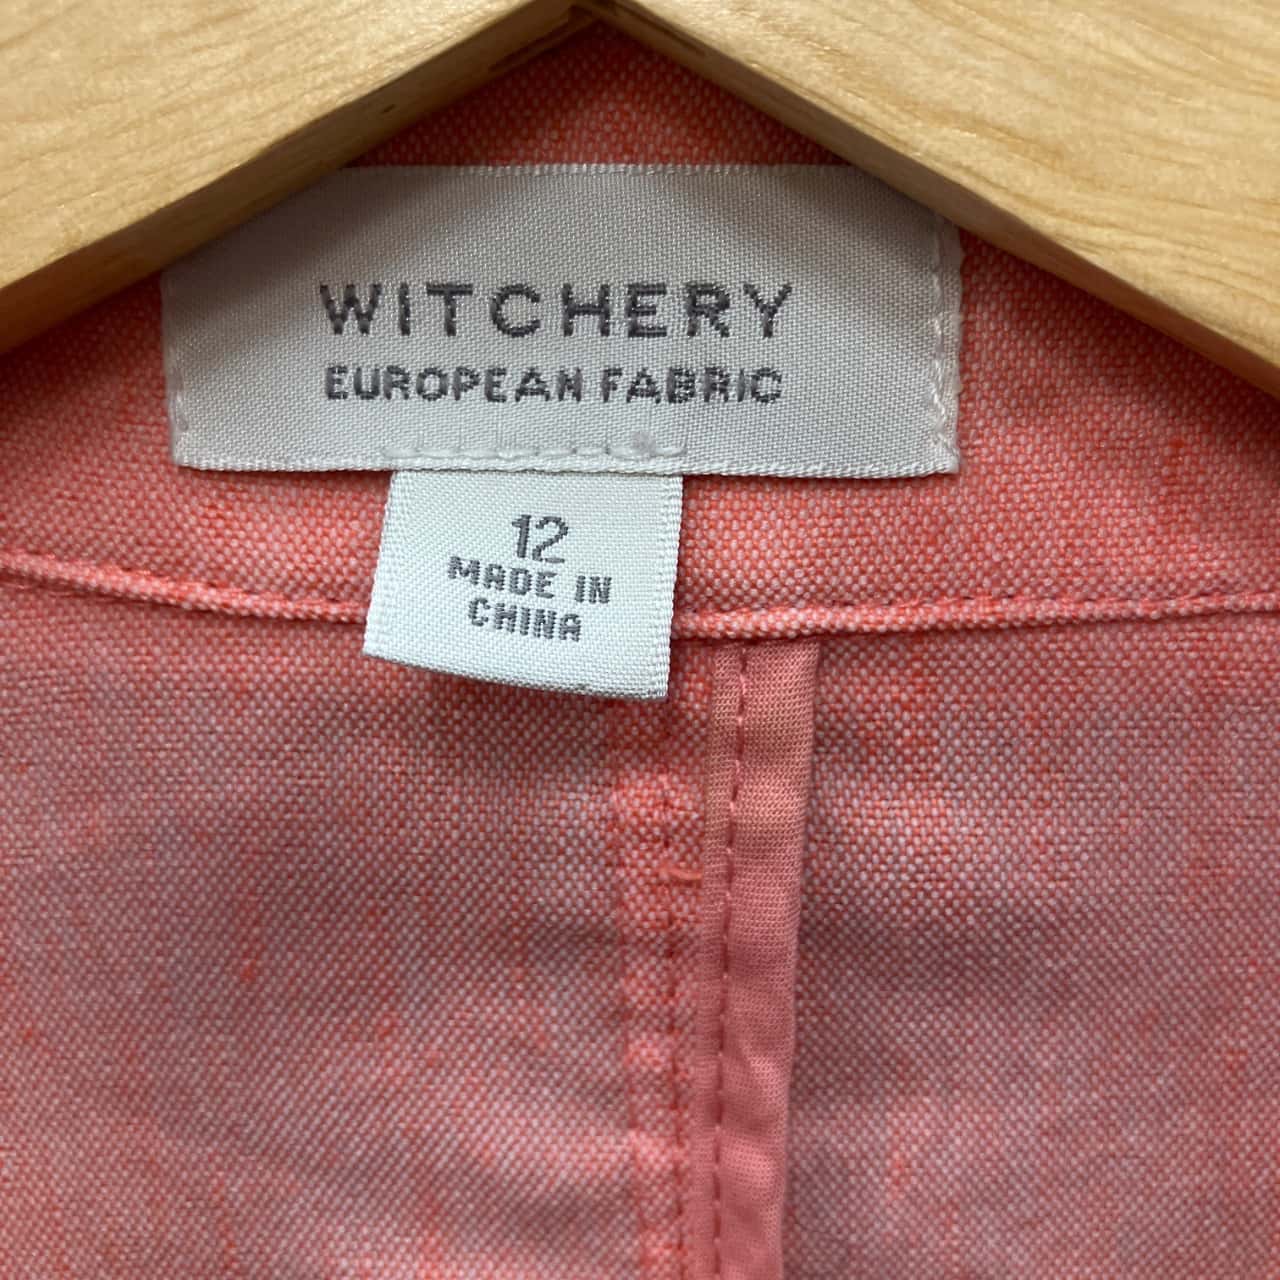 WITCHERY
EUROPEAN FABRIC
12
MADE IN
CHINA